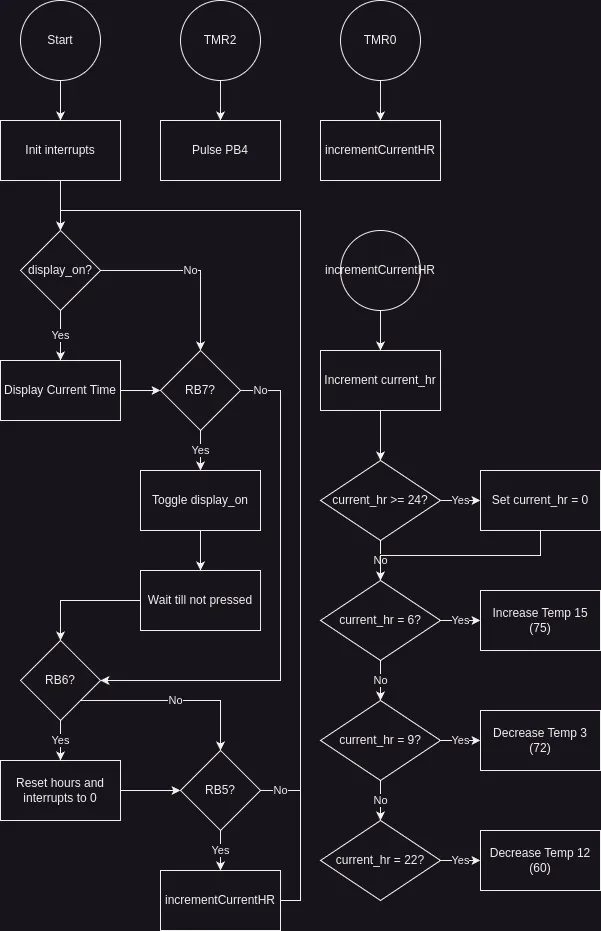 Start
TMR2
TMR0
Init interrupts
Pulse PB4
incrementCurrentHR
display_on?
No
incrementCurrentHR
Yes
Display Current Time
RB7?
No
Increment current_hr
Yes
Toggle display_on
current_hr >= 24?
Yes
Set current_hr = 0
No
Wait till not pressed
current_hr = 6?
Yes
Increase Temp 15
(75)
RB6?
No
No
Yes
current_hr = 9?
Yes
Decrease Temp 3
(72)
Reset hours and
interrupts to 0
RB5?
No
No
Yes
current_hr = 22?
Yes
Decrease Temp 12
(60)
incrementCurrentHR